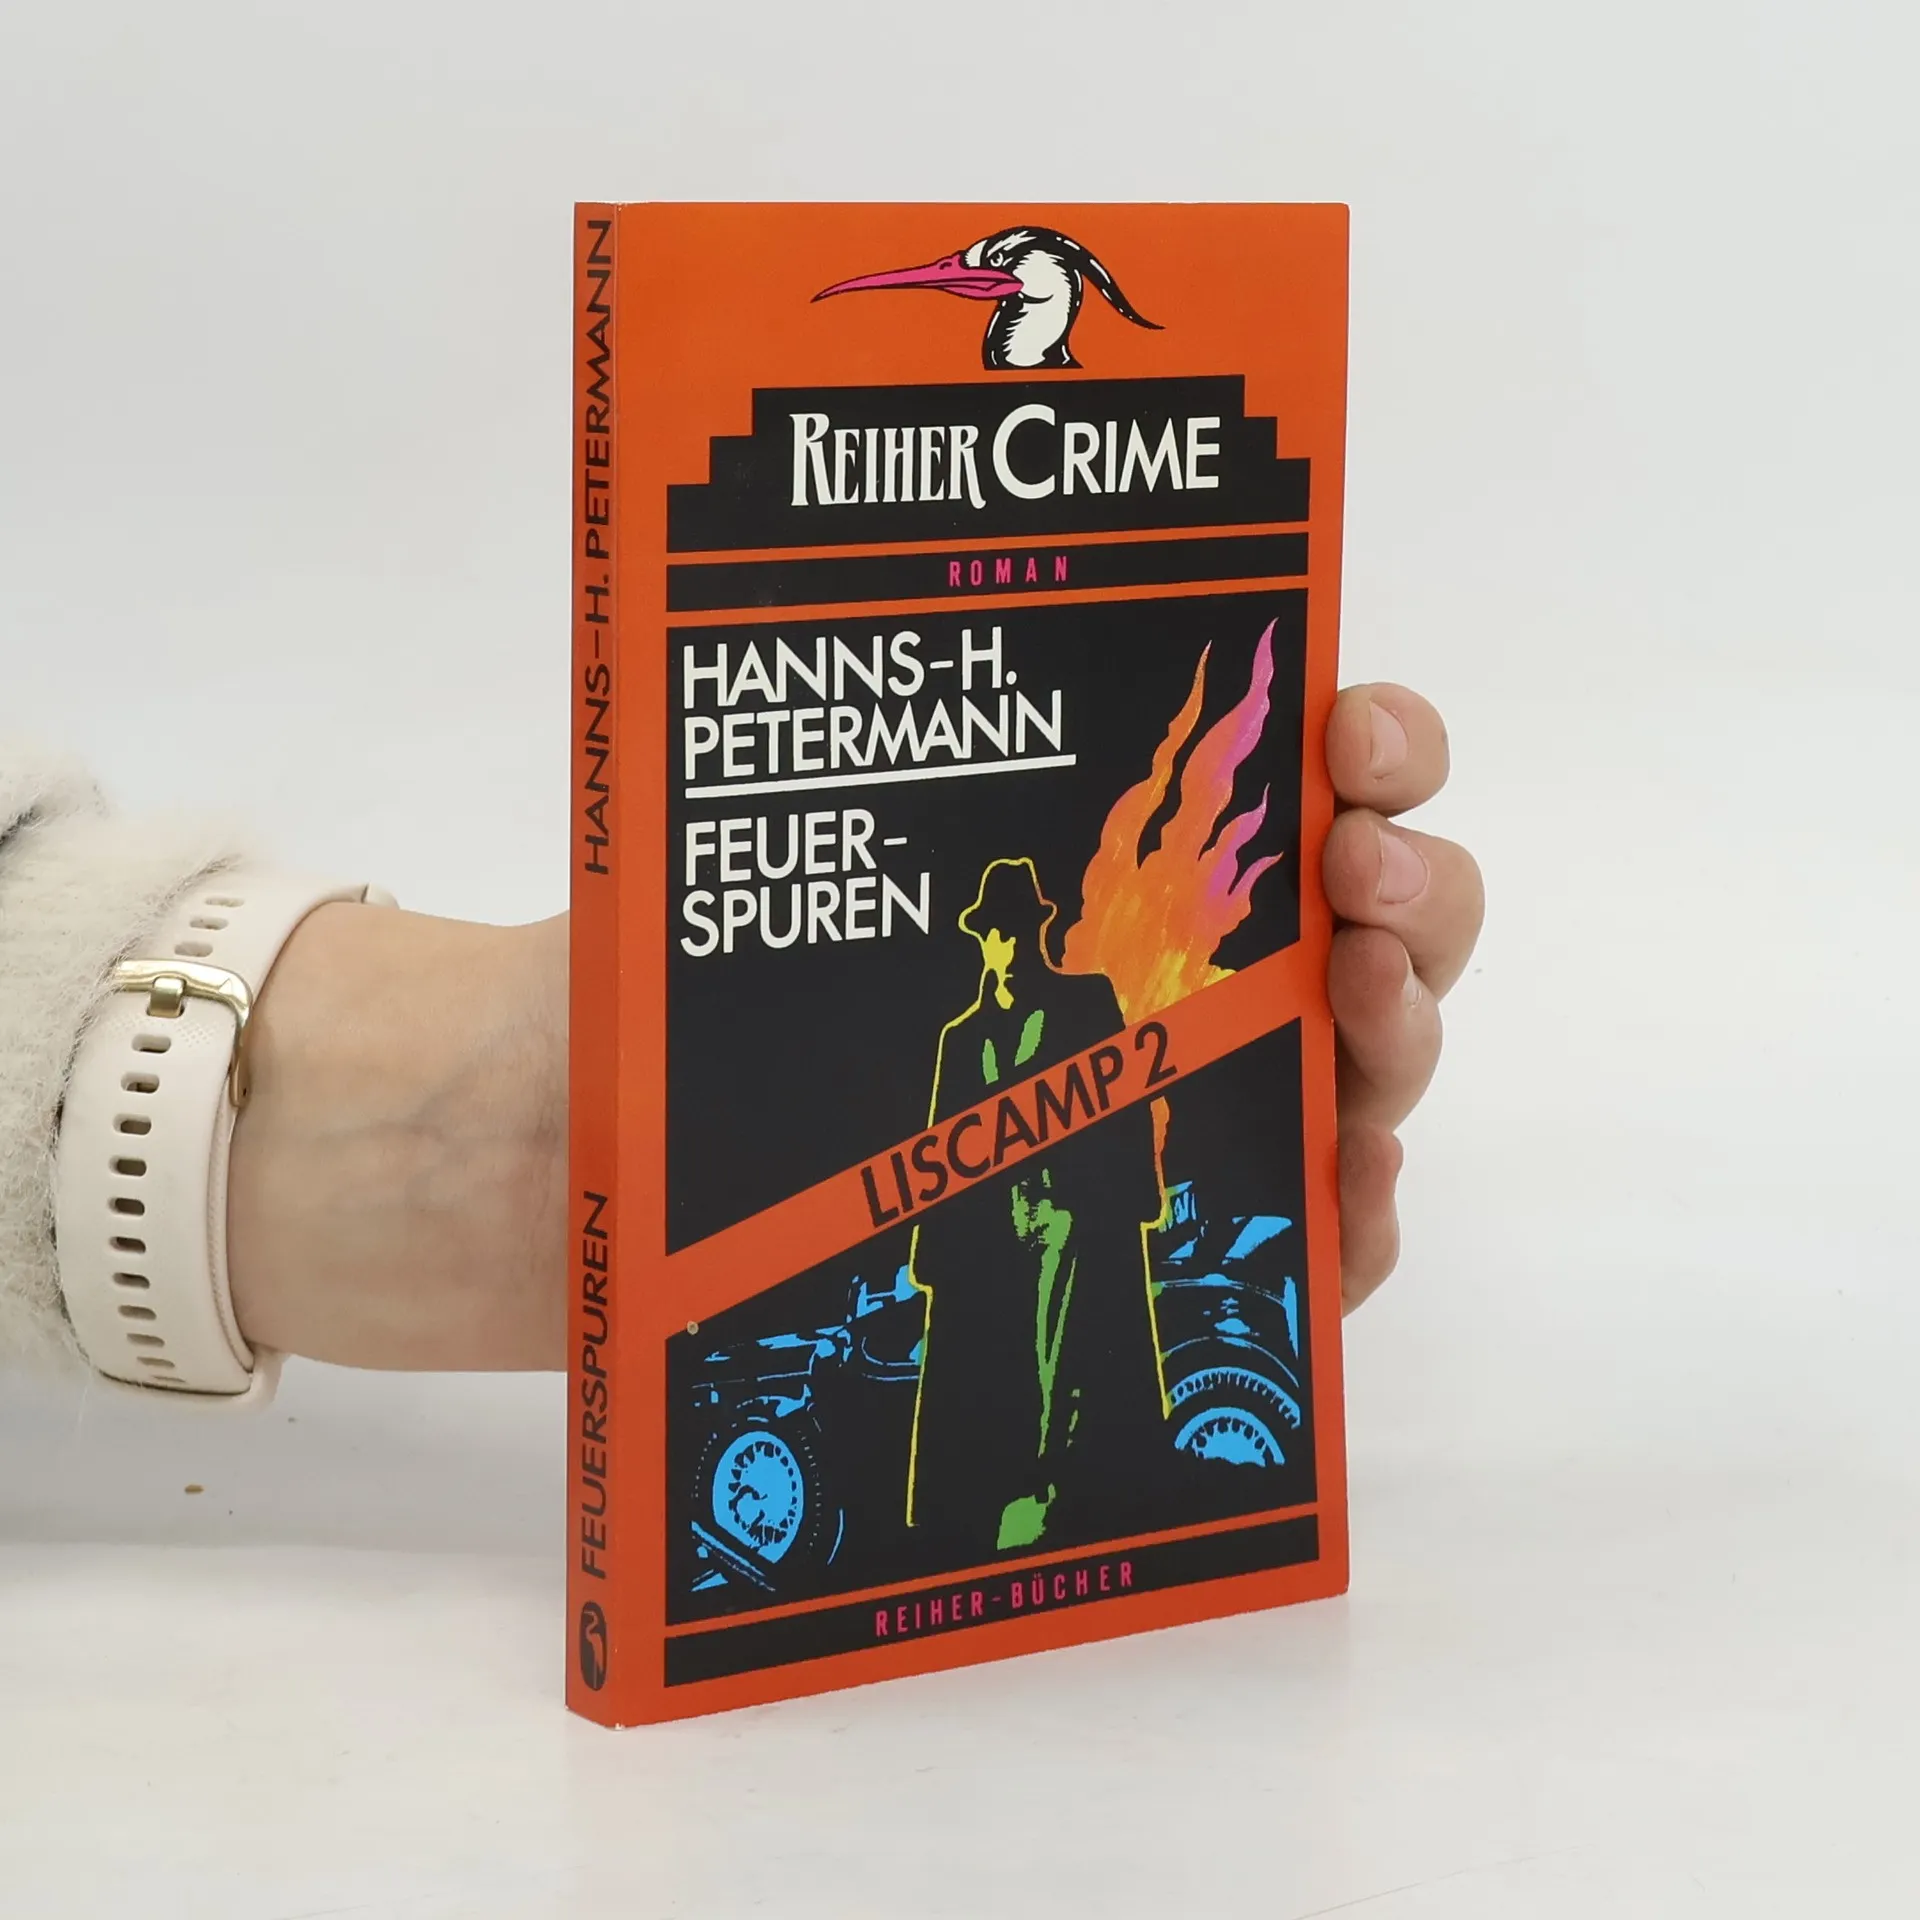 HANNS-H. PETERMANN
FEUERSPUREN
REIHER CRIME
ROMAN
HANNS-H.
PETERMANN
FEUER-
SPUREN
LISCAMP 2
REIHER-BÜCHER